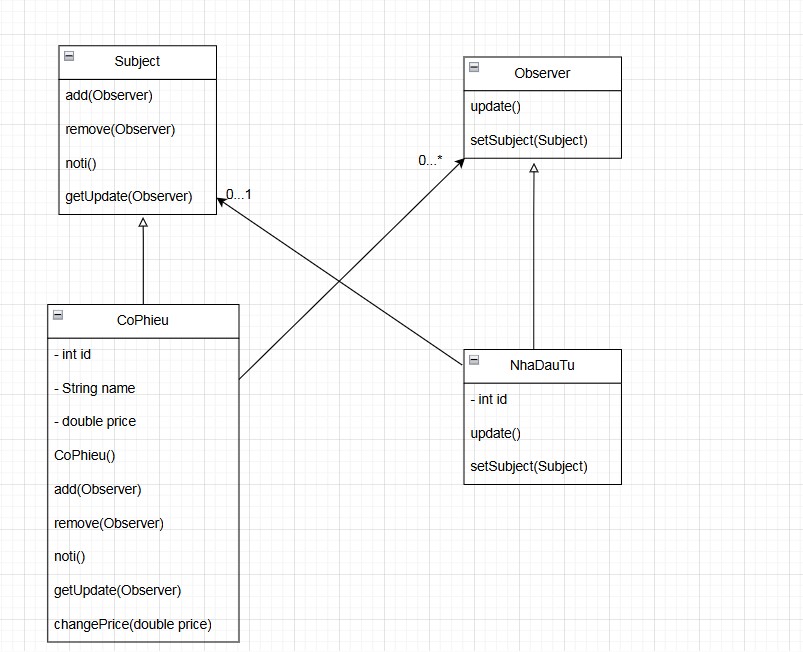 Subject
add(Observer)
remove(Observer)
noti()
getUpdate(Observer)
Observer
update()
setSubject(Subject)
0...*
0...1
CoPhieu
- int id
- String name
- double price
CoPhieu()
add(Observer)
remove(Observer)
noti()
getUpdate(Observer)
changePrice(double price)
NhaDauTu
- int id
update()
setSubject(Subject)